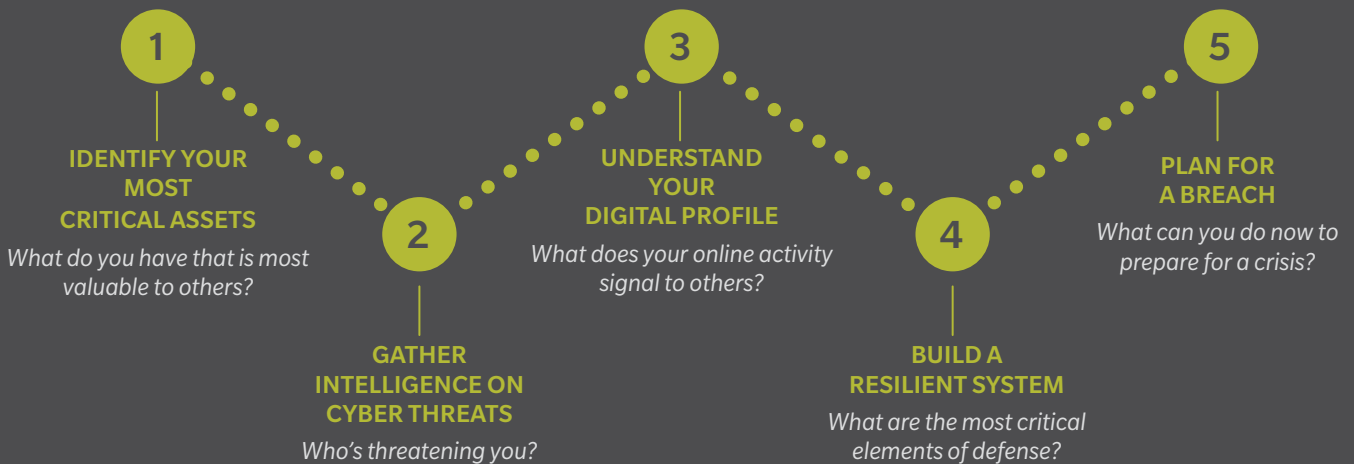 1
IDENTIFY YOUR
MOST
CRITICAL ASSETS
What do you have that is most
valuable to others?
2
GATHER
INTELLIGENCE ON
CYBER THREATS
Who’s threatening you?
3
UNDERSTAND
YOUR
DIGITAL PROFILE
What does your online activity
signal to others?
4
BUILD A
RESILIENT SYSTEM
What are the most critical
elements of defense?
5
PLAN FOR
A BREACH
What can you do now to
prepare for a crisis?